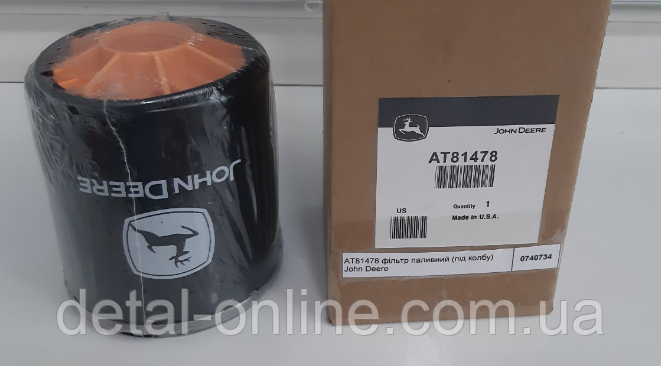 JOHN DEERE
JOHN DEERE
AT81478
US
Quantity 1
Made in U.S.A.
AT81478 фільтр паливний (під колбу)
John Deere
0740734
detal-online.com.ua